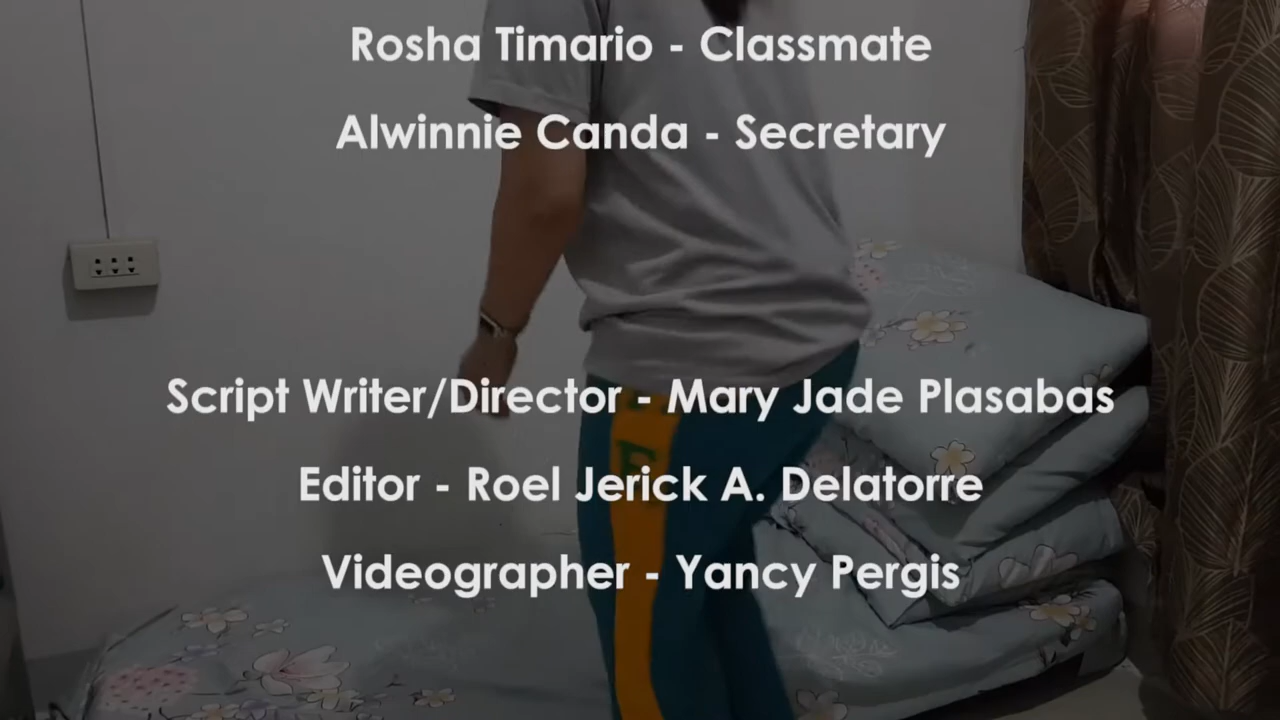 Rosha Timario - Classmate
Alwinnie Canda - Secretary
Script Writer/Director - Mary Jade Plasabas
Editor - Roel Jerick A. Delatorre
Videographer - Yancy Pergis